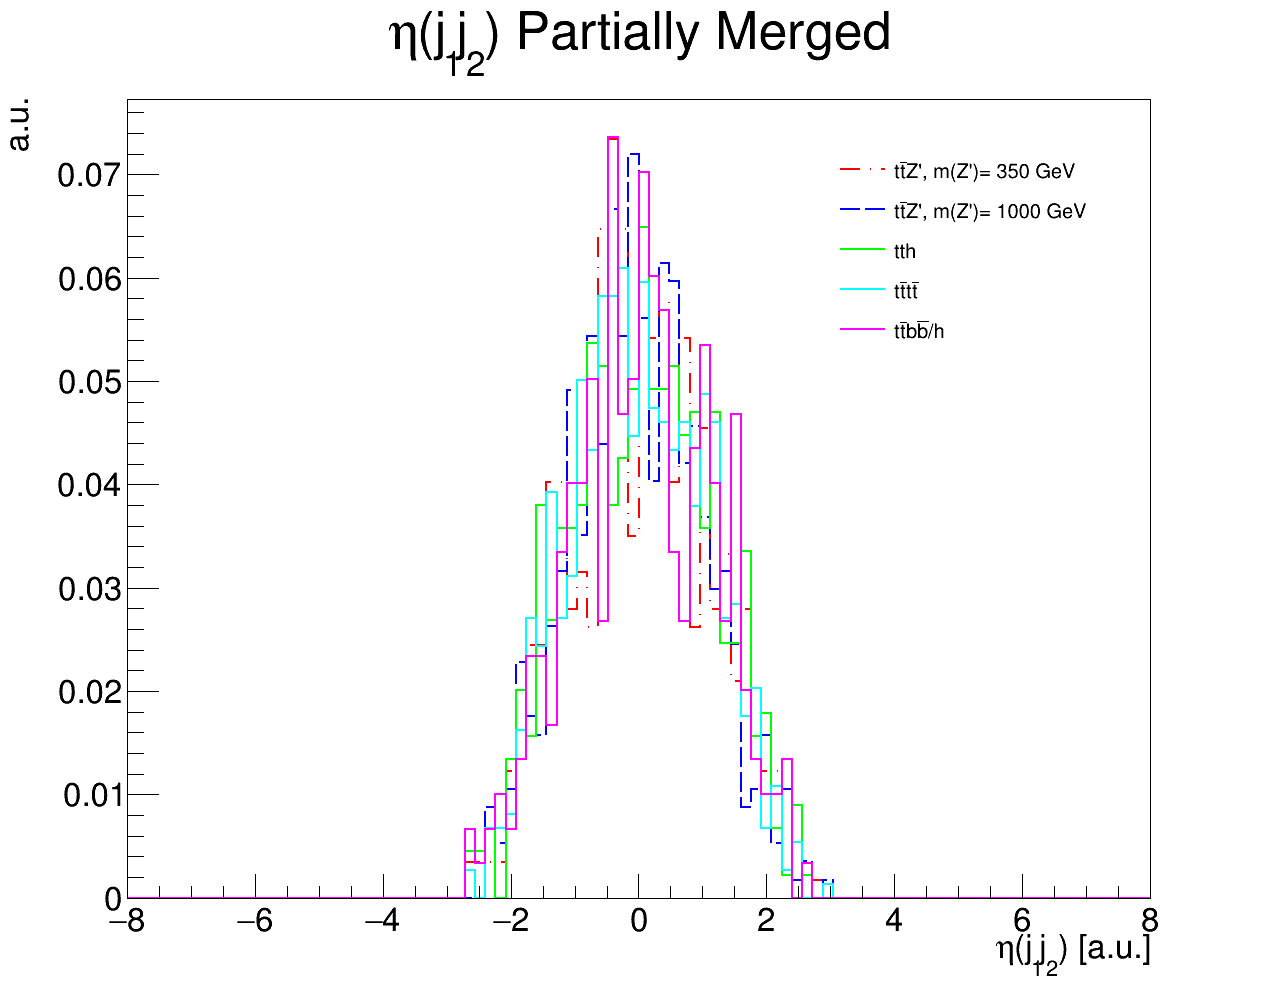 η(j₁j₂) Partially Merged
a.u.
tt̄Z', m(Z')= 350 GeV
tt̄Z', m(Z')= 1000 GeV
tth
tt̄tt̄
tt̄bb̄/h
0.07
0.06
0.05
0.04
0.03
0.02
0.01
0
−8 −6 −4 −2 0 2 4 6 8
η(j₁j₂) [a.u.]